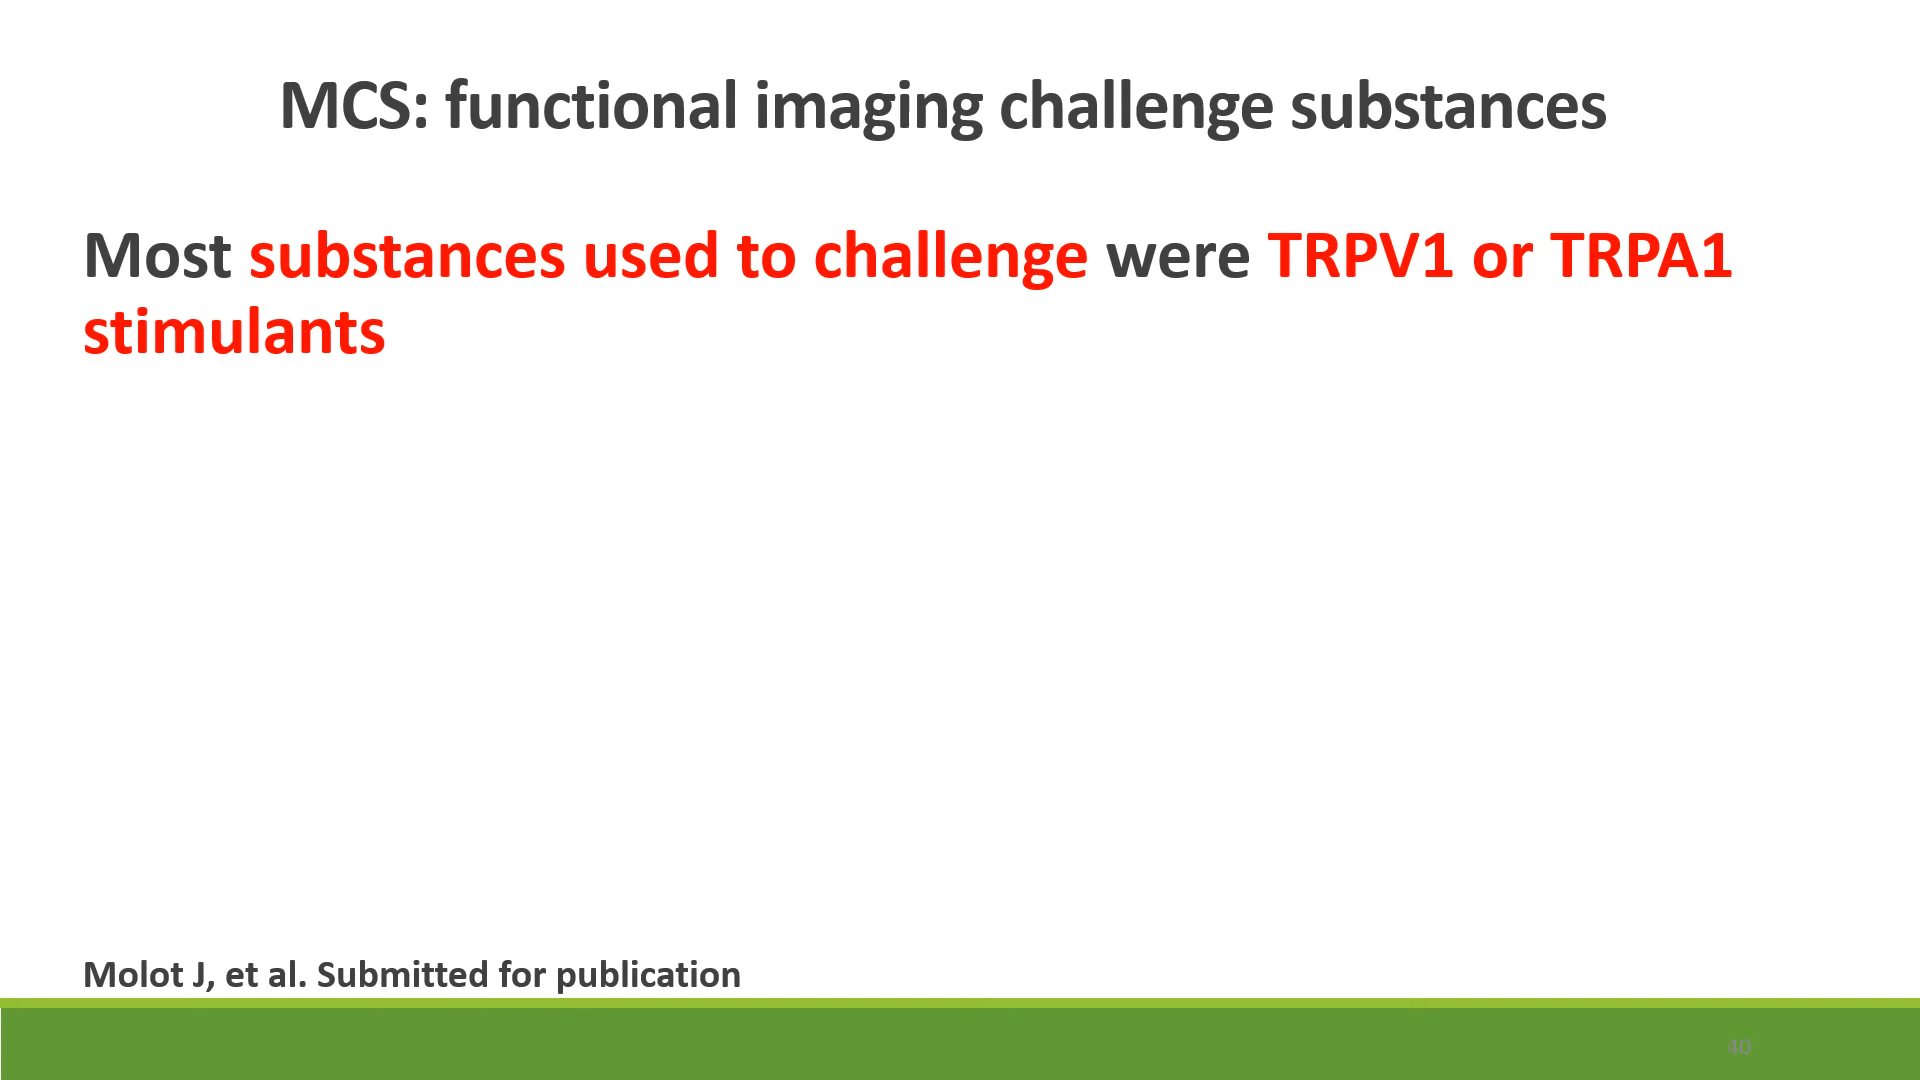 MCS: functional imaging challenge substances
Most substances used to challenge were TRPV1 or TRPA1
stimulants
Molot J, et al. Submitted for publication
40